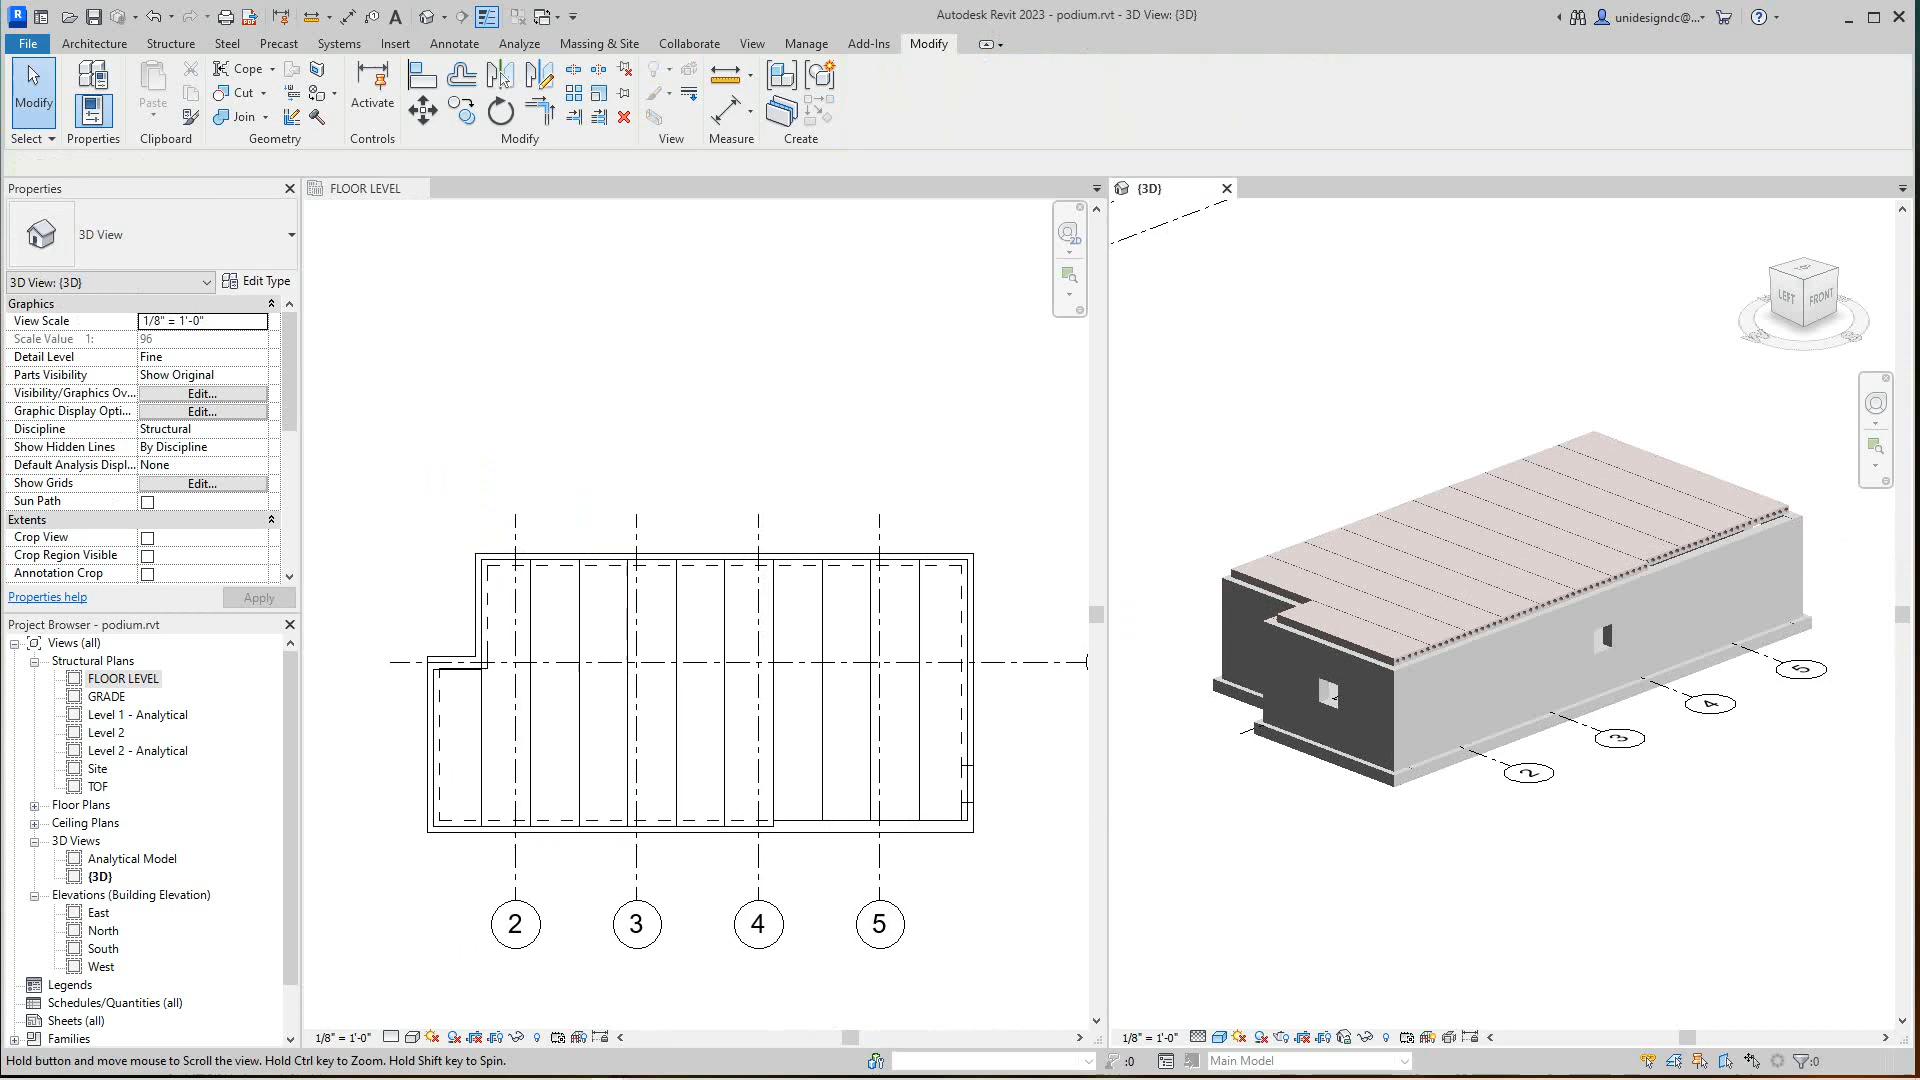 Autodesk Revit 2023 - podium.rvt - 3D View: {3D}
unidesigndc@...
File Architecture Structure Steel Precast Systems Insert Annotate Analyze Massing & Site Collaborate View Manage Add-Ins Modify
Modify
Paste
Cope
Cut
Join
Activate
Select Properties Clipboard Geometry Controls Modify View Measure Create
Properties
3D View
3D View: {3D}
Edit Type
Graphics
View Scale 1/8" = 1'-0"
Scale Value 1: 96
Detail Level Fine
Parts Visibility Show Original
Visibility/Graphics Ov... Edit...
Graphic Display Opti... Edit...
Discipline Structural
Show Hidden Lines By Discipline
Default Analysis Displ... None
Show Grids Edit...
Sun Path
Extents
Crop View
Crop Region Visible
Annotation Crop
Properties help
Apply
Project Browser - podium.rvt
Views (all)
Structural Plans
FLOOR LEVEL
GRADE
Level 1 - Analytical
Level 2
Level 2 - Analytical
Site
TOF
Floor Plans
Ceiling Plans
3D Views
Analytical Model
{3D}
Elevations (Building Elevation)
East
North
South
West
Legends
Schedules/Quantities (all)
Sheets (all)
Families
FLOOR LEVEL
2D
2 3 4 5
1/8" = 1'-0"
{3D}
LEFT
FRONT
5
4
3
2
1/8" = 1'-0"
Hold button and move mouse to Scroll the view. Hold Ctrl key to Zoom. Hold Shift key to Spin.
:0
Main Model
:0